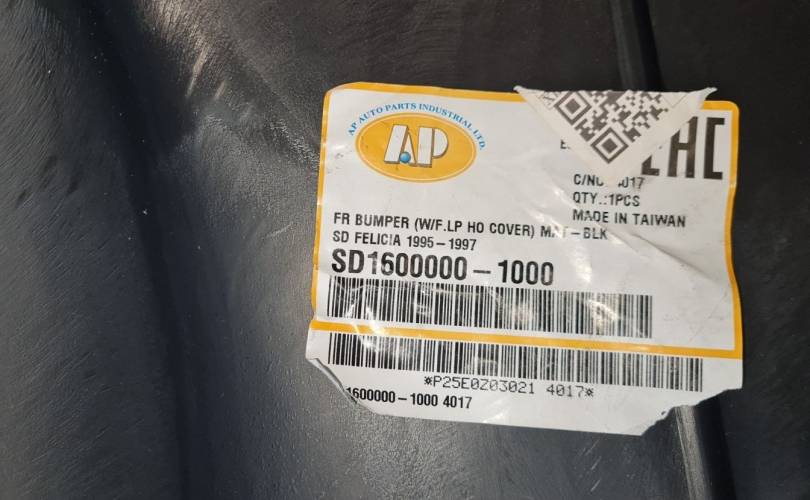 AP AUTO PARTS INDUSTRIAL LTD.
AP
EAC
C/NO
4017
QTY.:1PCS
MADE IN TAIWAN
FR BUMPER (W/F.LP HO COVER) MAT-BLK
SD FELICIA 1995-1997
SD1600000-1000
*P25E0Z03021 4017*
1600000-1000 4017